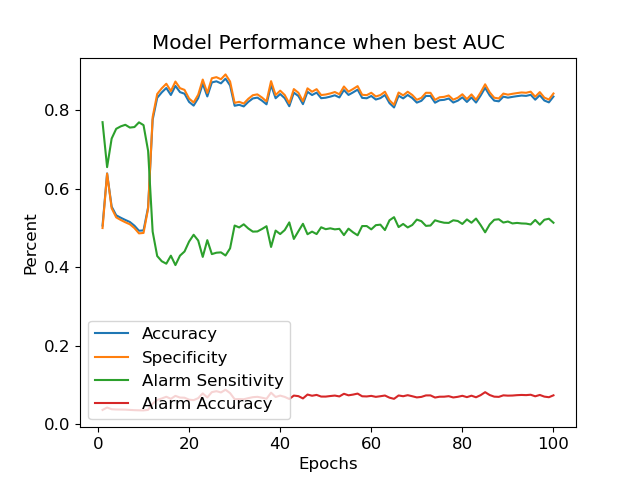 Model Performance when best AUC
Percent
0.8
0.6
0.4
0.2
0.0
Accuracy
Specificity
Alarm Sensitivity
Alarm Accuracy
0 20 40 60 80 100
Epochs